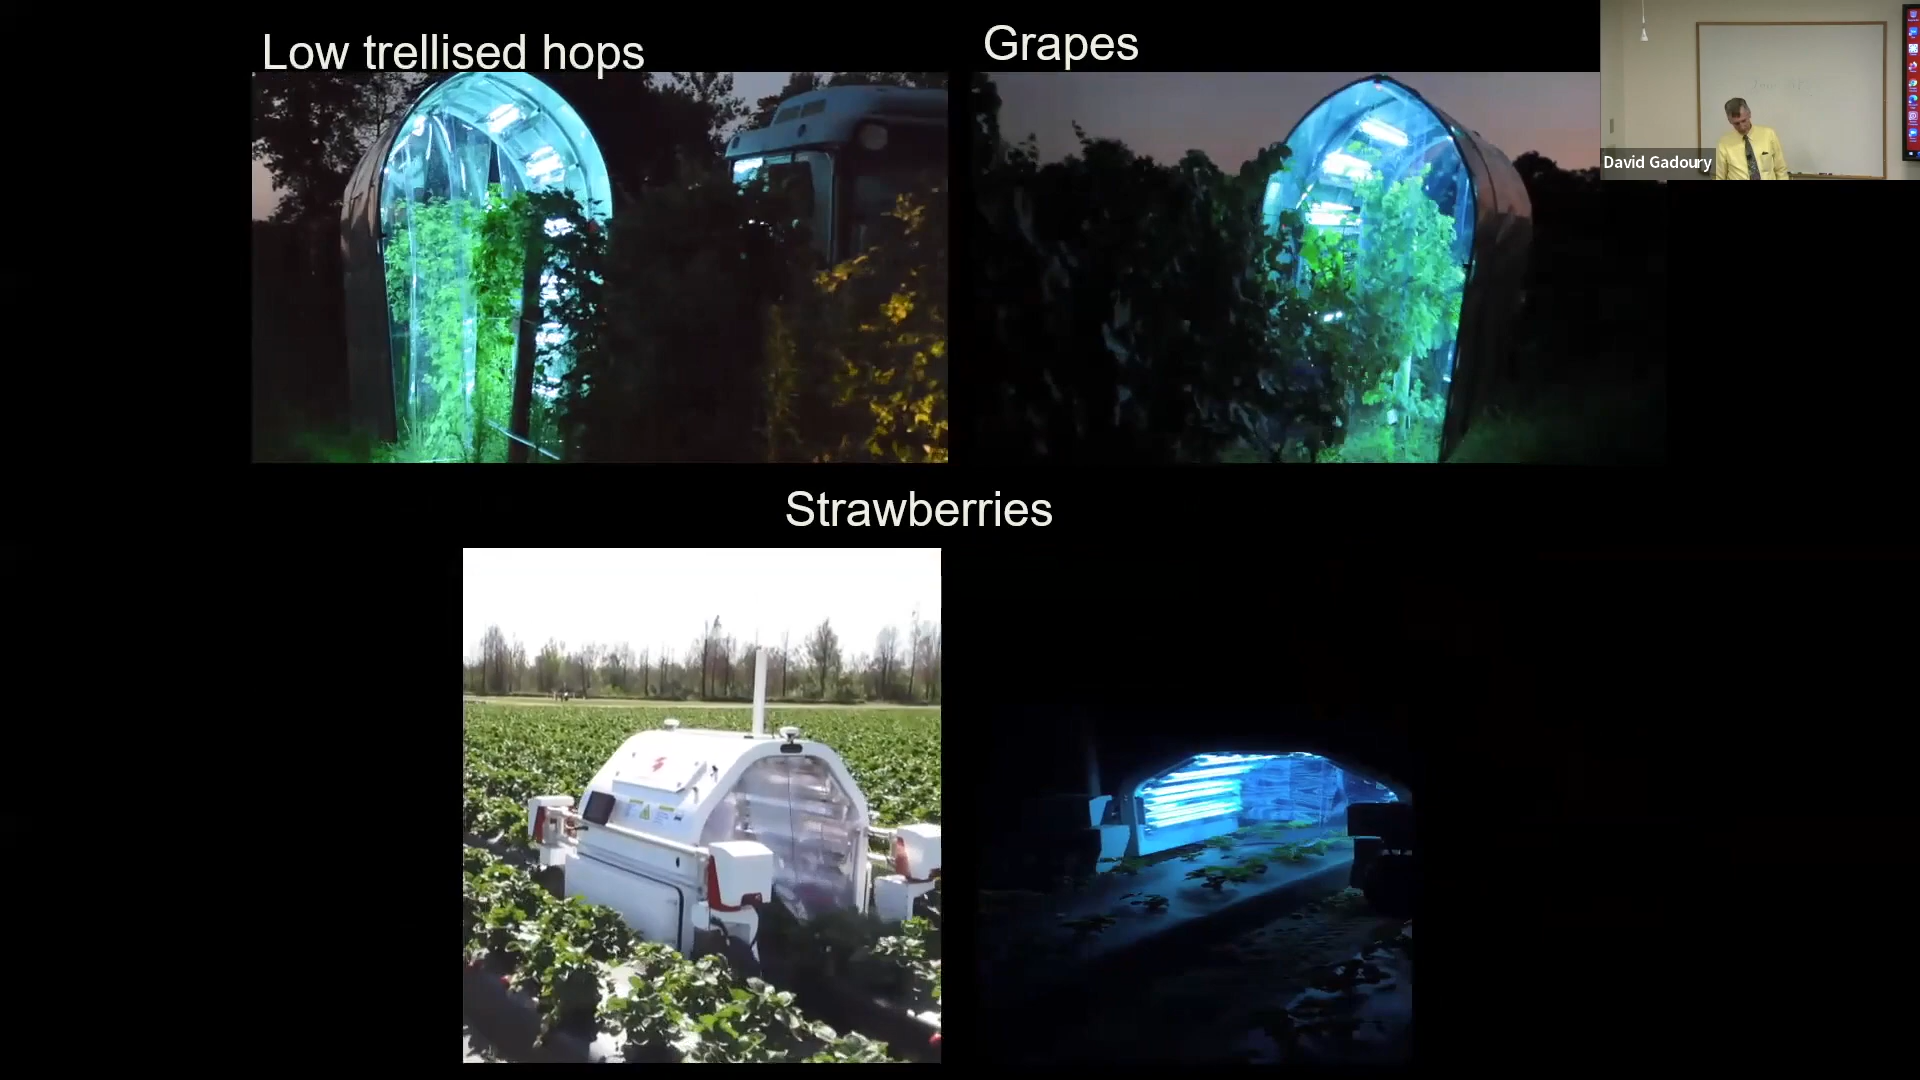 Low trellised hops
Grapes
David Gadoury
Strawberries